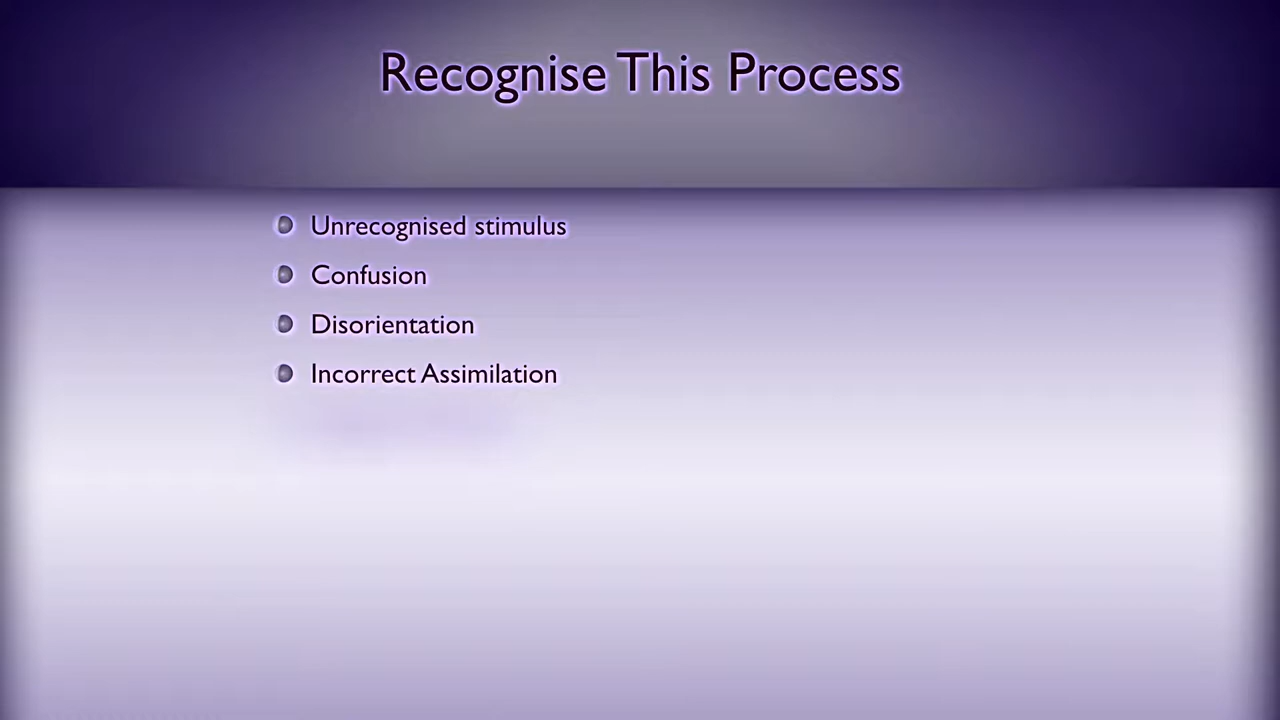 Recognise This Process
Unrecognised stimulus
Confusion
Disorientation
Incorrect Assimilation